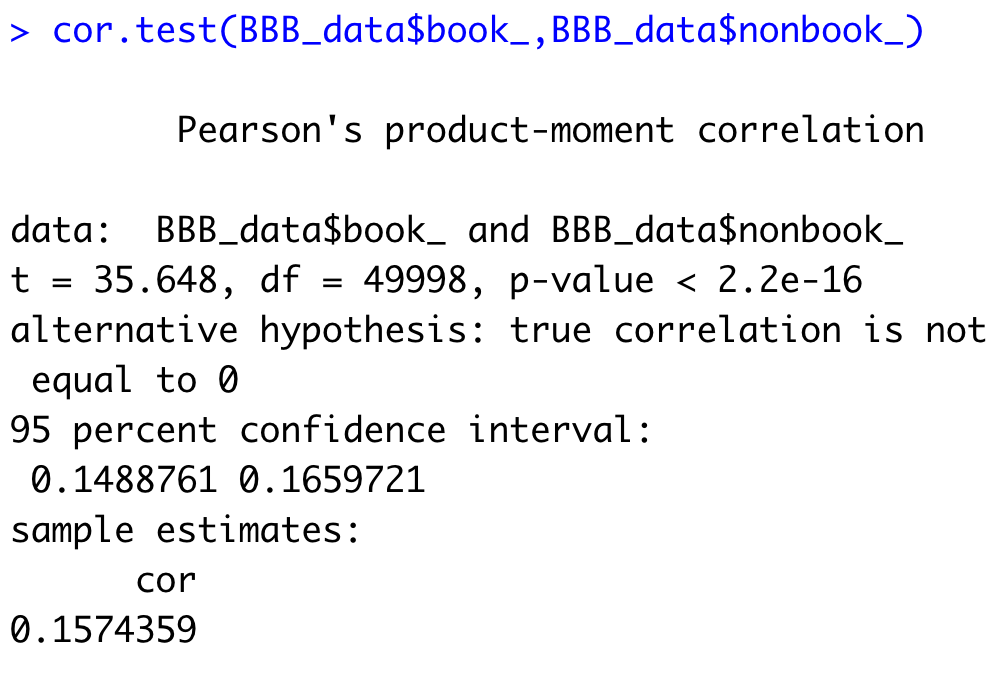 > cor.test(BBB_data$book_,BBB_data$nonbook_)
Pearson's product-moment correlation
data:  BBB_data$book_ and BBB_data$nonbook_
t = 35.648, df = 49998, p-value < 2.2e-16
alternative hypothesis: true correlation is not
equal to 0
95 percent confidence interval:
0.1488761 0.1659721
sample estimates:
cor
0.1574359